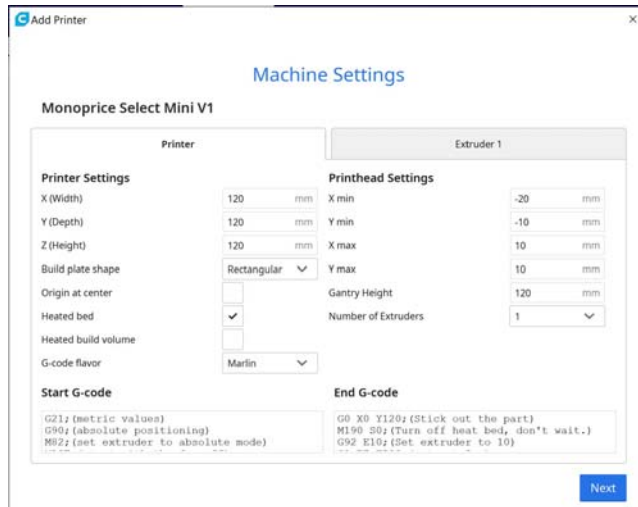 Add Printer
Machine Settings
Monoprice Select Mini V1
Printer
Extruder 1
Printer Settings
X (Width) 120 mm
Y (Depth) 120 mm
Z (Height) 120 mm
Build plate shape Rectangular
Origin at center
Heated bed
Heated build volume
G-code flavor Marlin
Printhead Settings
X min -20 mm
Y min -10 mm
X max 10 mm
Y max 10 mm
Gantry Height 120 mm
Number of Extruders 1
Start G-code
G21;(metric values)
G90;(absolute positioning)
M82;(set extruder to absolute mode)
End G-code
G0 X0 Y120;(Stick out the part)
M190 S0;(Turn off heat bed, don't wait.)
G92 E10;(Set extruder to 10)
Next